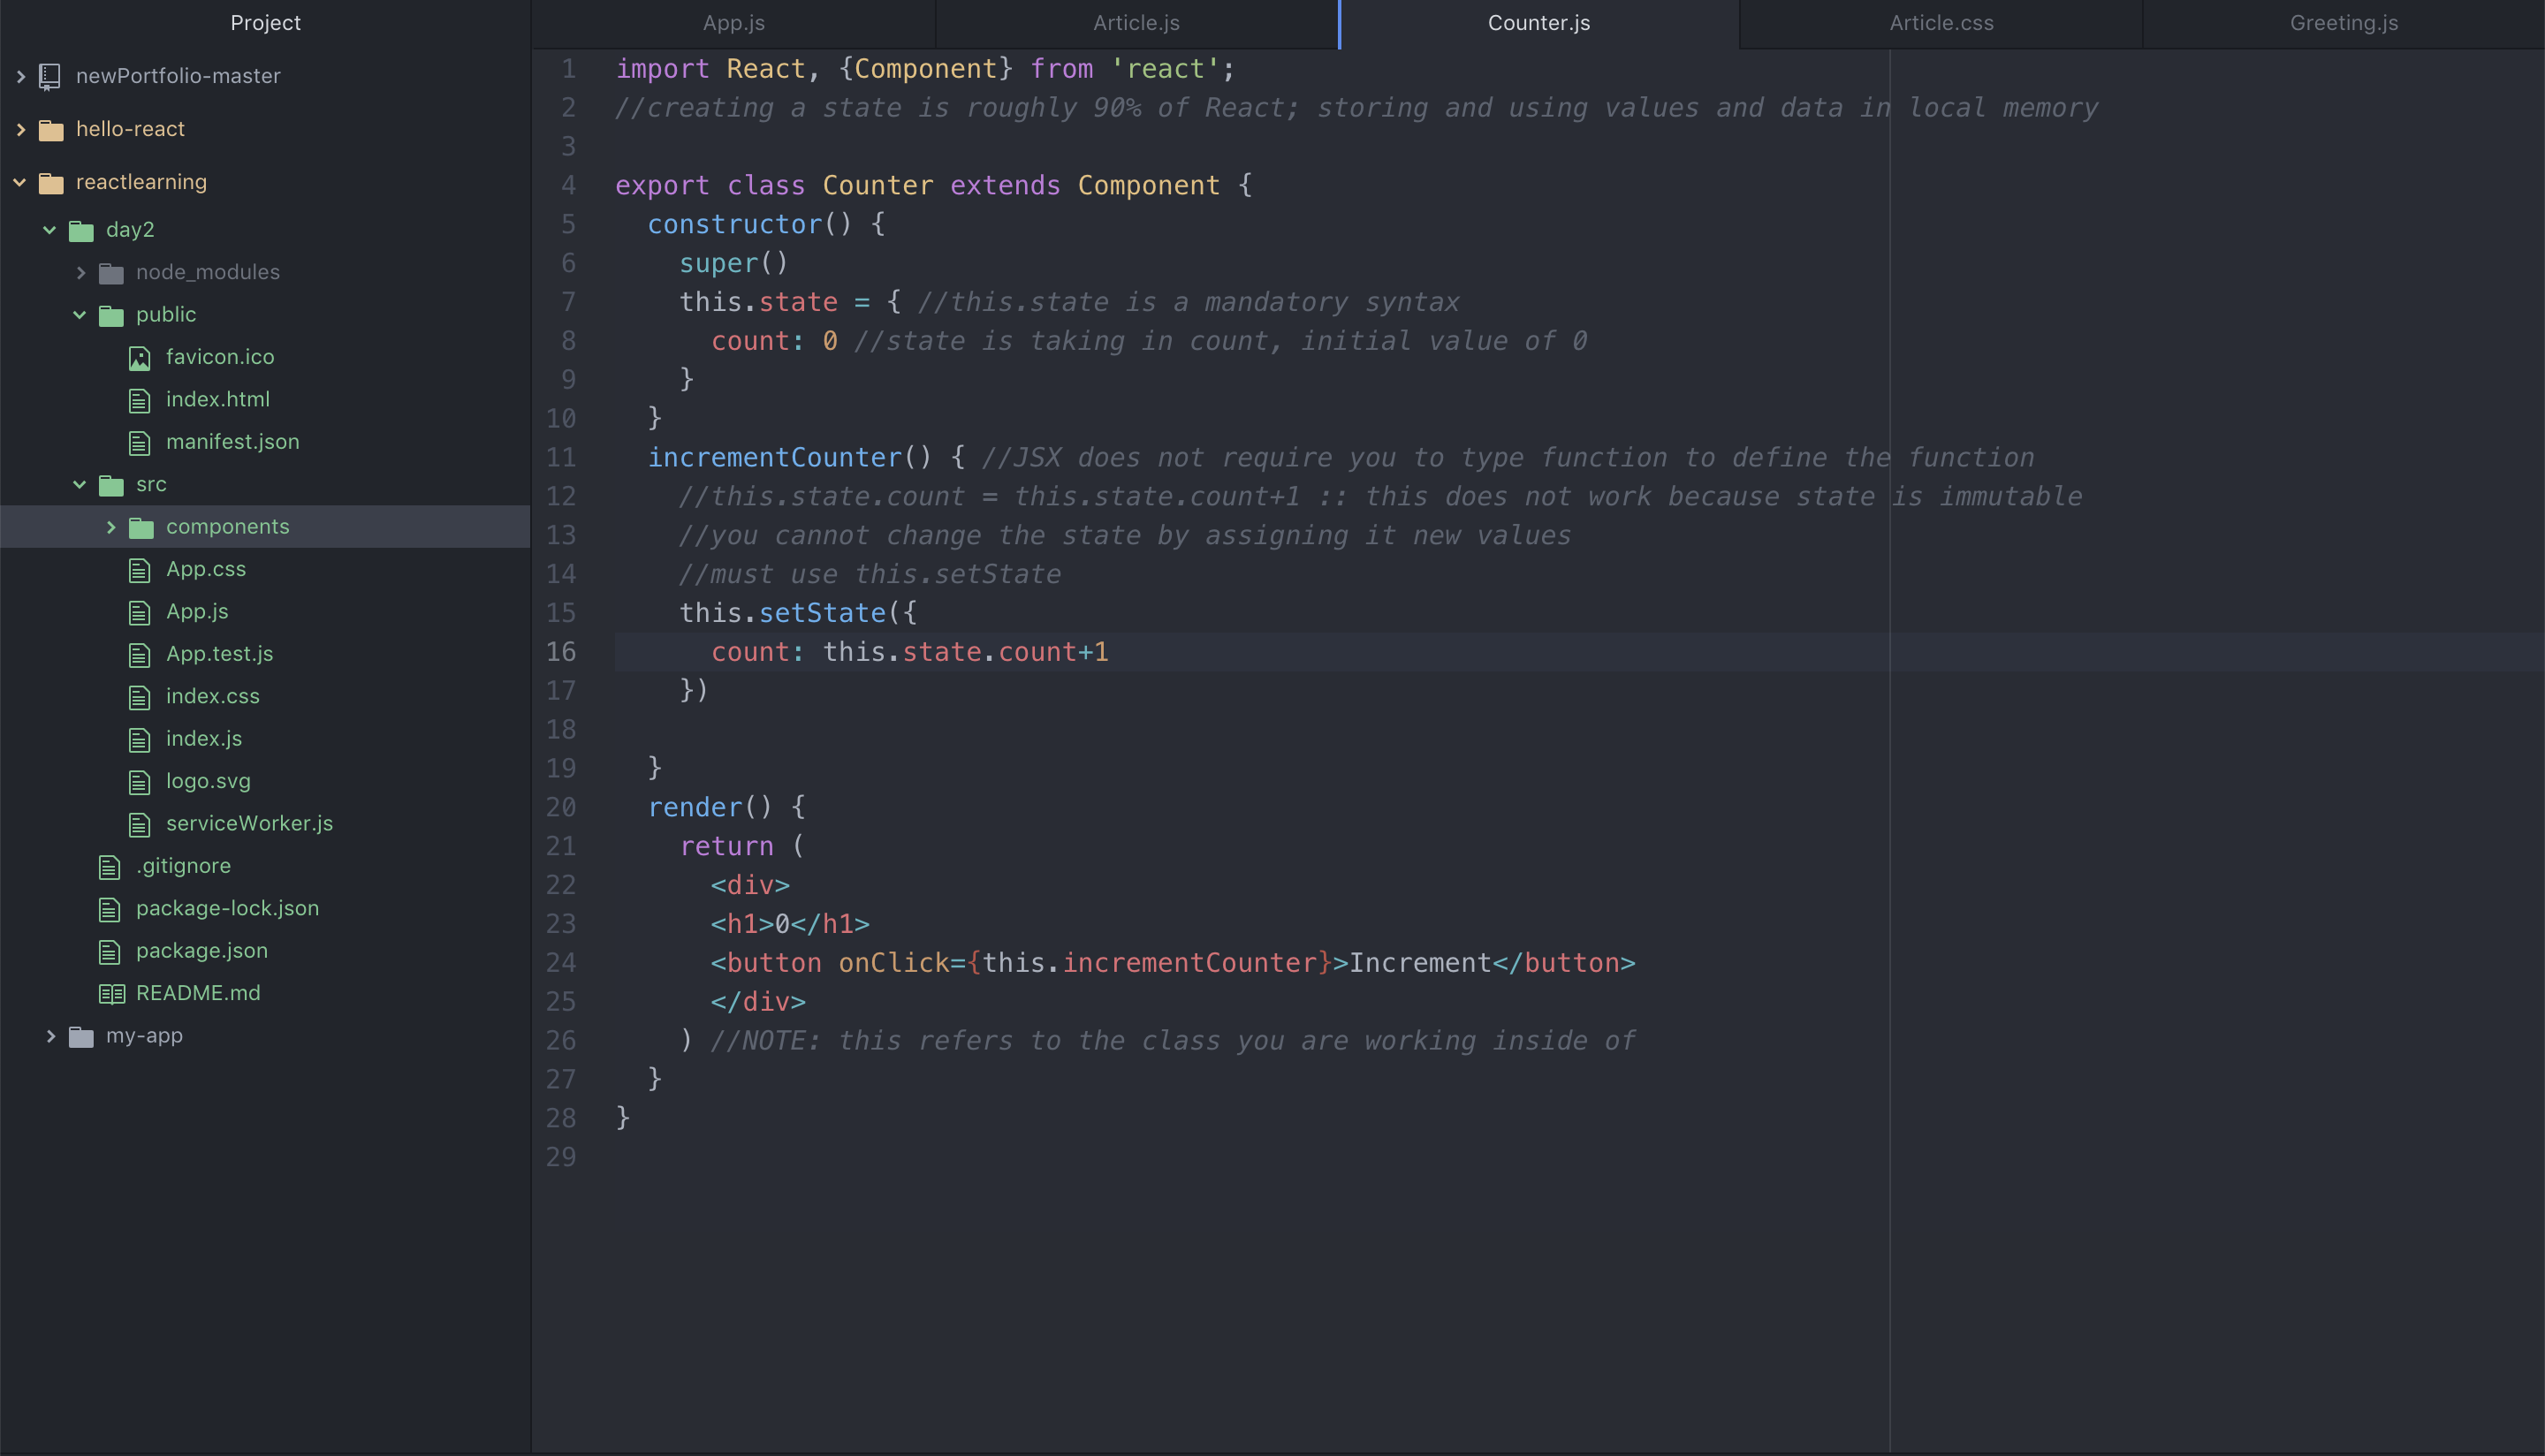 Project
newPortfolio-master
hello-react
reactlearning
day2
node_modules
public
favicon.ico
index.html
manifest.json
src
components
App.css
App.js
App.test.js
index.css
index.js
logo.svg
serviceWorker.js
.gitignore
package-lock.json
package.json
README.md
my-app
App.js Article.js Counter.js Article.css Greeting.js
1 import React, {Component} from 'react';
2 //creating a state is roughly 90% of React; storing and using values and data in local memory
3
4 export class Counter extends Component {
5   constructor() {
6     super()
7     this.state = { //this.state is a mandatory syntax
8       count: 0 //state is taking in count, initial value of 0
9     }
10   }
11   incrementCounter() { //JSX does not require you to type function to define the function
12     //this.state.count = this.state.count+1 :: this does not work because state is immutable
13     //you cannot change the state by assigning it new values
14     //must use this.setState
15     this.setState({
16       count: this.state.count+1
17     })
18
19   }
20   render() {
21     return (
22       <div>
23       <h1>0</h1>
24       <button onClick={this.incrementCounter}>Increment</button>
25       </div>
26     ) //NOTE: this refers to the class you are working inside of
27   }
28 }
29